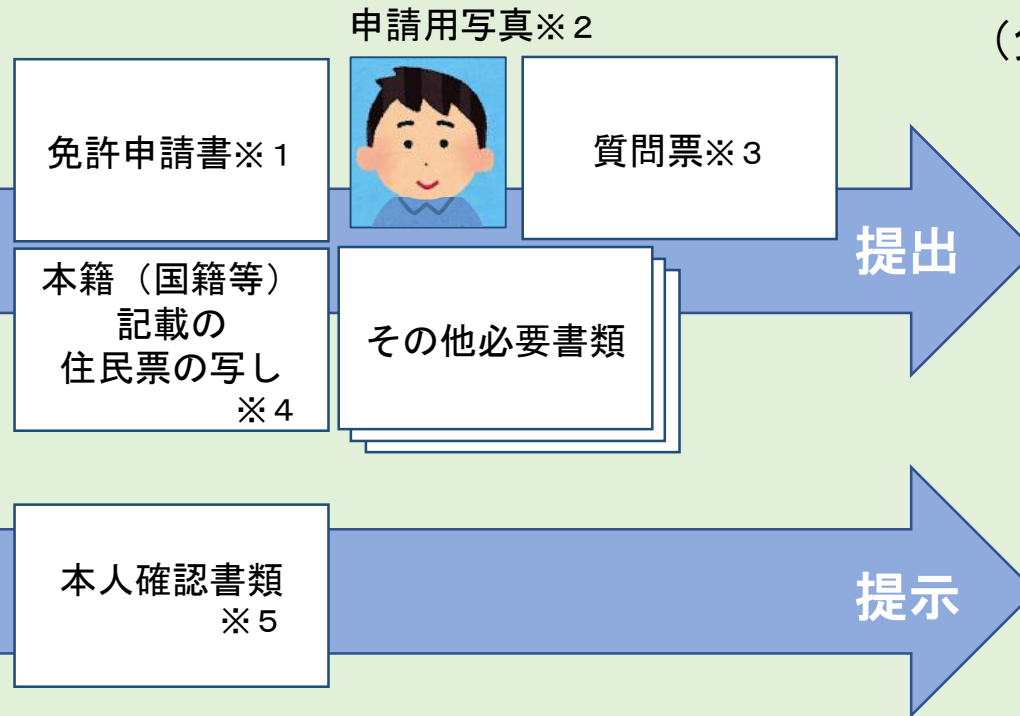 申請用写真※２
免許申請書※１
質問票※３
提出
本籍（国籍等）
記載の
住民票の写し
※４
その他必要書類
本人確認書類
※５
提示